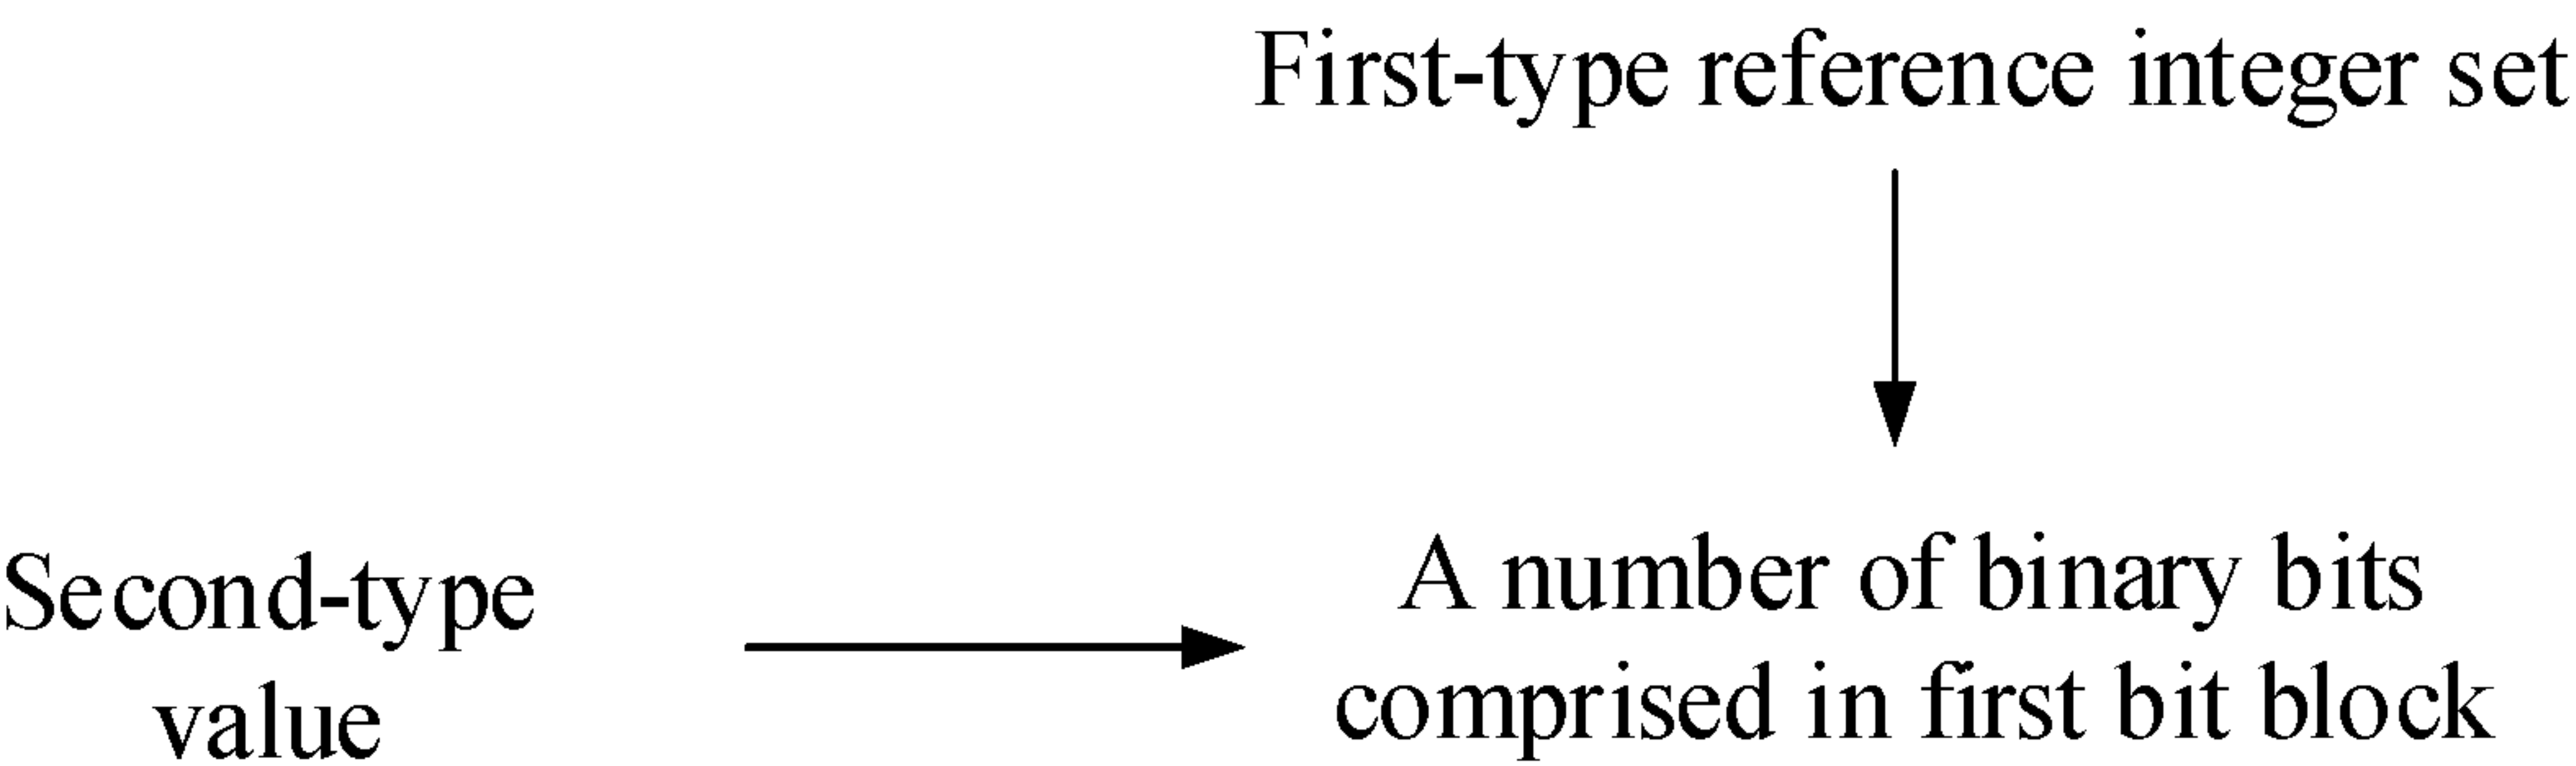 First-type reference integer set
Second-type
value
A number of binary bits
comprised in first bit block